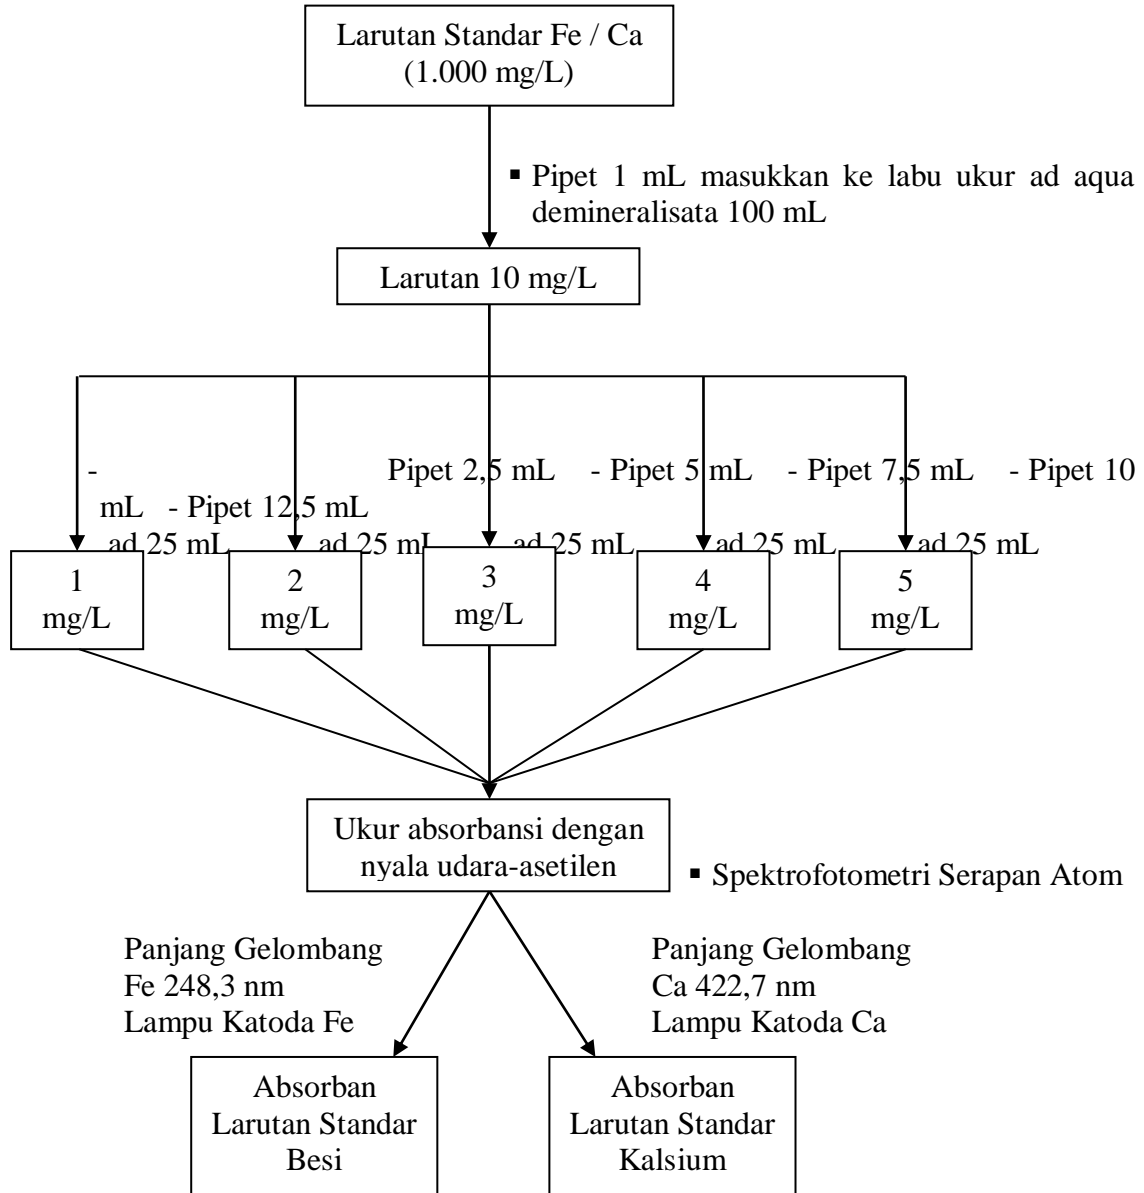 Larutan Standar Fe / Ca
(1.000 mg/L)
▪ Pipet 1 mL masukkan ke labu ukur ad aqua
demineralisata 100 mL
Larutan 10 mg/L
- Pipet 2,5 mL - Pipet 5 mL - Pipet 7,5 mL - Pipet 10
mL - Pipet 12,5 mL
ad 25 mL ad 25 mL ad 25 mL ad 25 mL ad 25 mL
1
mg/L
2
mg/L
3
mg/L
4
mg/L
5
mg/L
Ukur absorbansi dengan
nyala udara-asetilen
▪ Spektrofotometri Serapan Atom
Panjang Gelombang
Fe 248,3 nm
Lampu Katoda Fe
Panjang Gelombang
Ca 422,7 nm
Lampu Katoda Ca
Absorban
Larutan Standar
Besi
Absorban
Larutan Standar
Kalsium